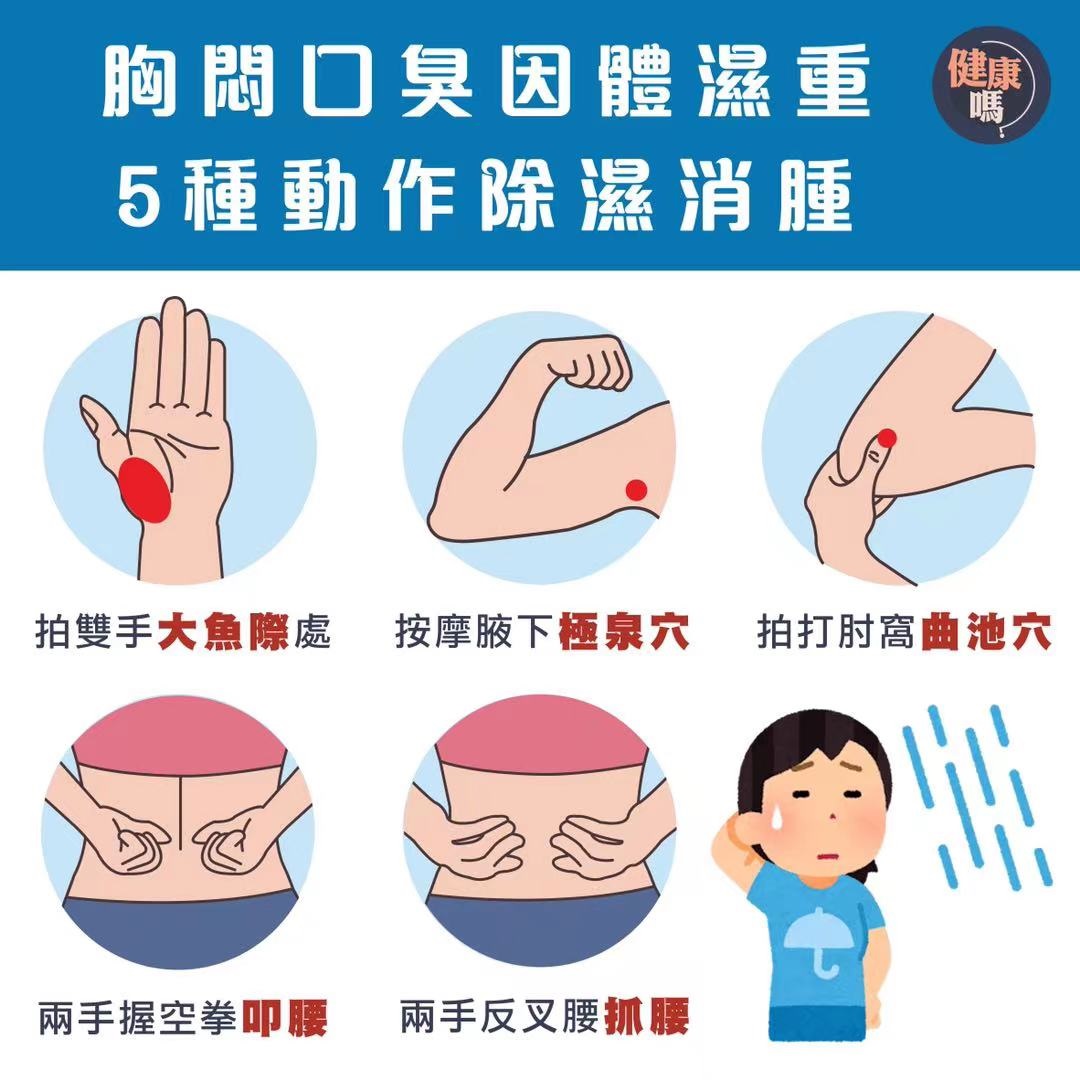 胸悶口臭因體濕重
5種動作除濕消腫
健康
嗎
拍雙手大魚際處
按摩腋下極泉穴
拍打肘窩曲池穴
兩手握空拳叩腰
兩手反叉腰抓腰